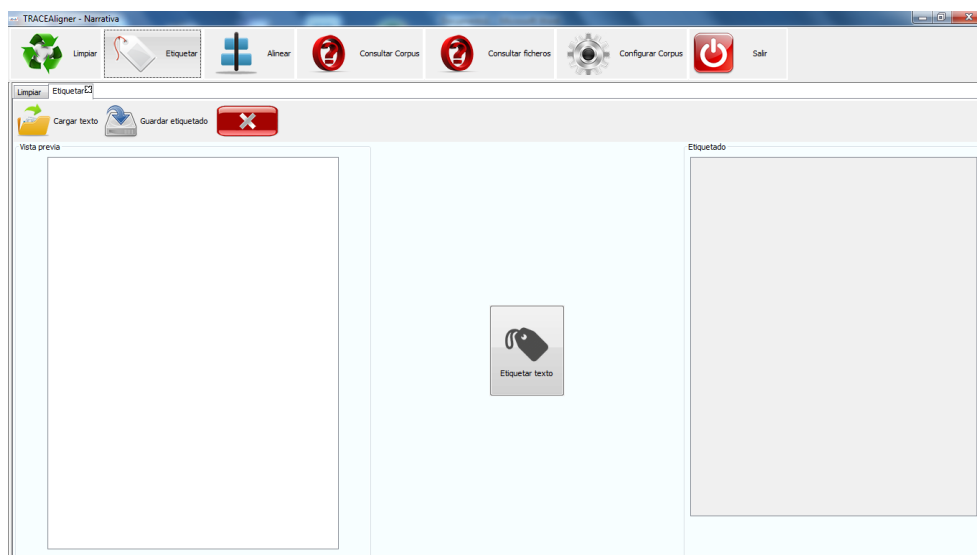 TRACEAligner - Narrativa
Limpiar Etiquetar Alinear Consultar Corpus Consultar ficheros Configurar Corpus Salir
Limpiar Etiquetar
Cargar texto Guardar etiquetado
Vista previa Etiquetado
Etiquetar texto